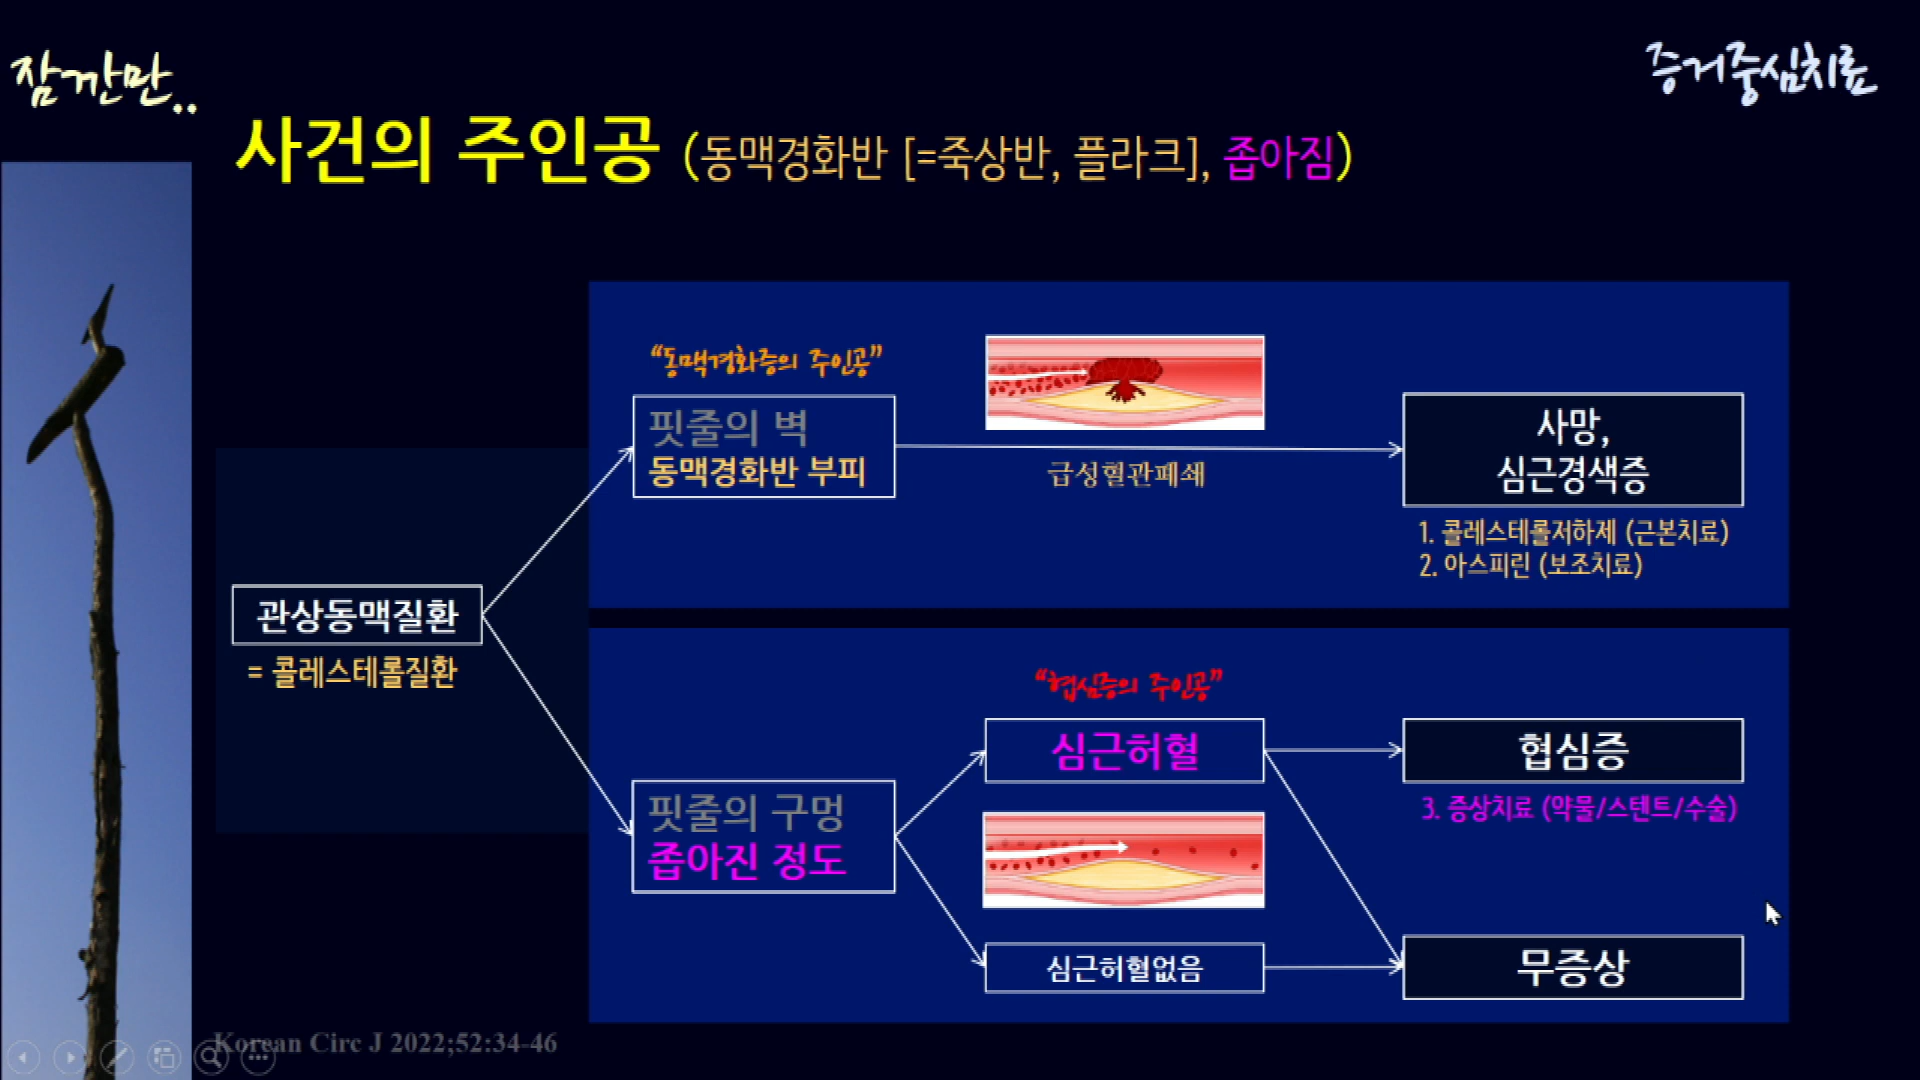 잠깐만..
증거중심치료
사건의 주인공 (동맥경화반 [=죽상반, 플라크], 좁아짐)
“동맥경화증의 주인공”
핏줄의 벽
동맥경화반 부피
급성혈관폐쇄
사망,
심근경색증
1. 콜레스테롤저하제 (근본치료)
2. 아스피린 (보조치료)
관상동맥질환
= 콜레스테롤질환
“협심증의 주인공”
심근허혈
협심증
3. 증상치료 (약물/스텐트/수술)
핏줄의 구멍
좁아진 정도
심근허혈없음
무증상
Korean Circ J 2022;52:34-46